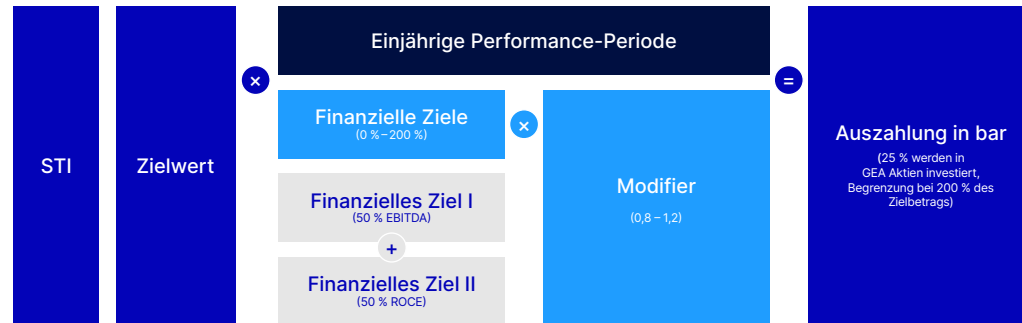 STI
Zielwert
×
Einjährige Performance-Periode
Finanzielle Ziele
(0 % – 200 %)
Finanzielles Ziel I
(50 % EBITDA)
+
Finanzielles Ziel II
(50 % ROCE)
×
Modifier
(0,8 – 1,2)
=
Auszahlung in bar
(25 % werden in
GEA Aktien investiert,
Begrenzung bei 200 % des
Zielbetrags)